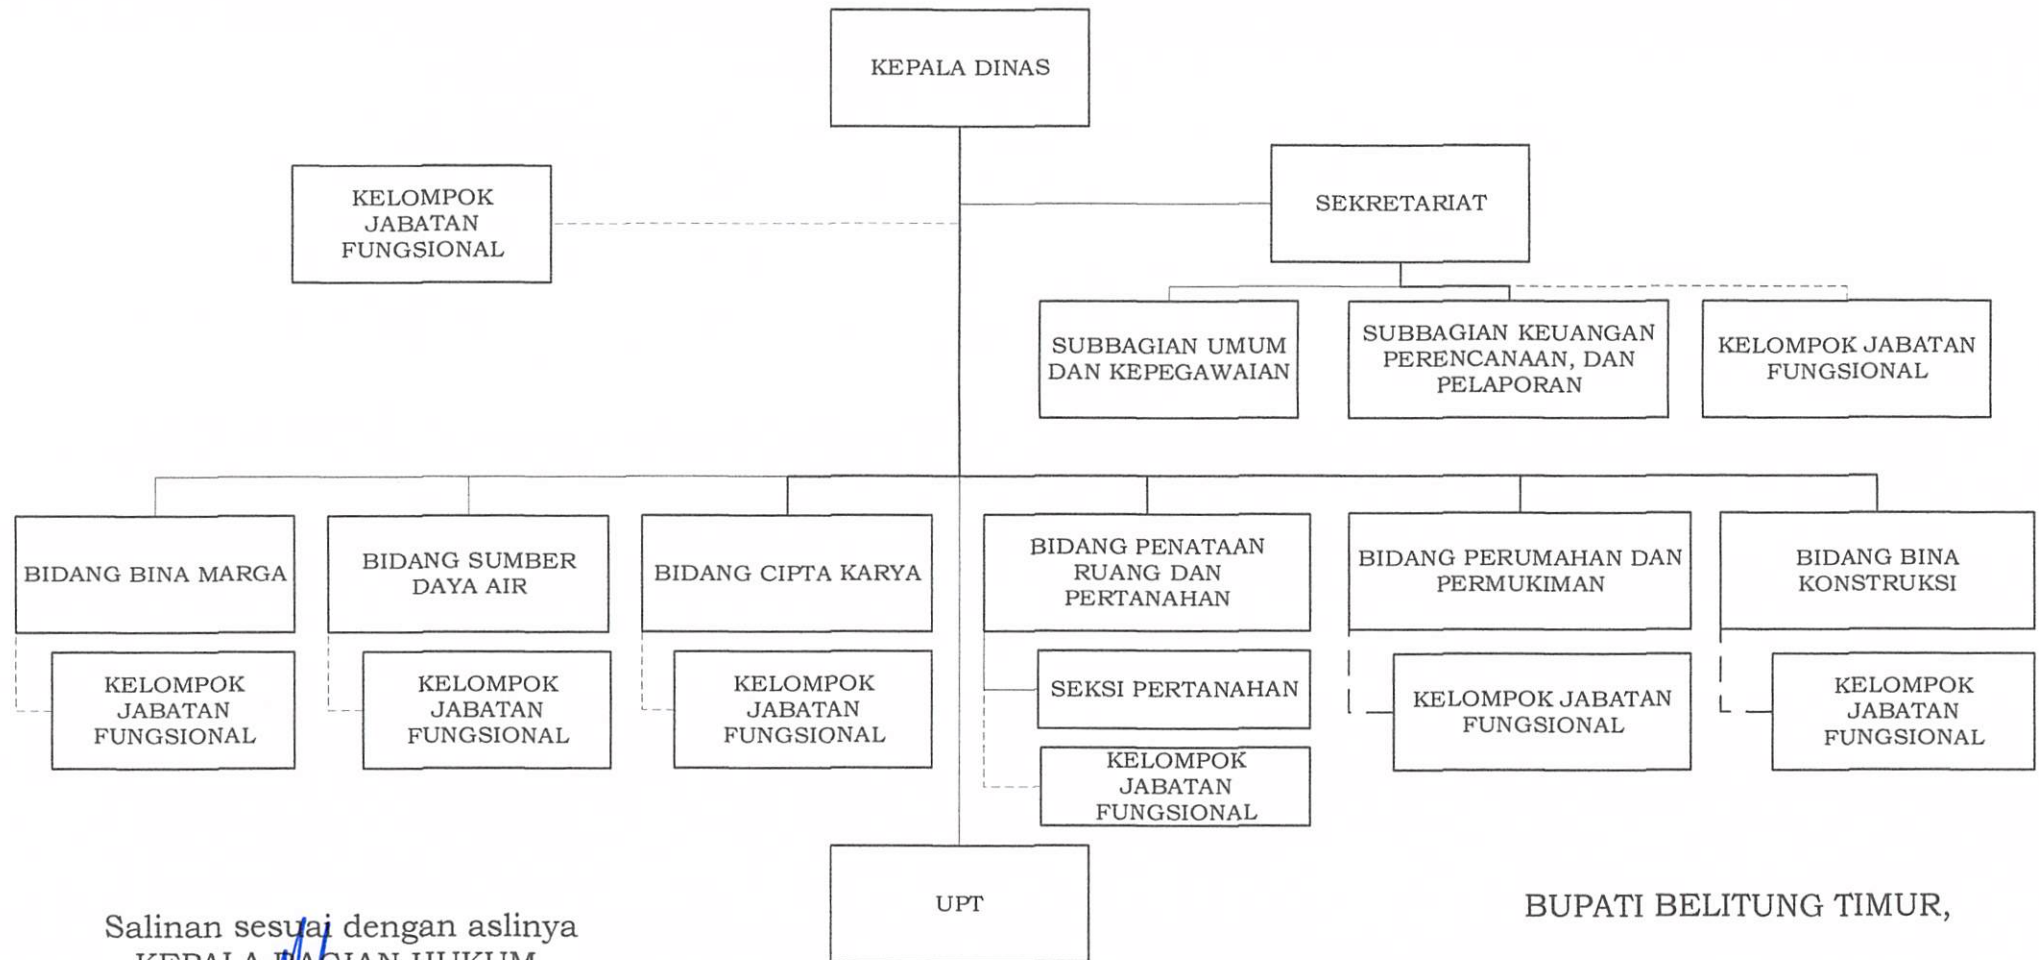 KEPALA DINAS
KELOMPOK
JABATAN
FUNGSIONAL
SEKRETARIAT
SUBBAGIAN UMUM
DAN KEPEGAWAIAN
SUBBAGIAN KEUANGAN
PERENCANAAN, DAN
PELAPORAN
KELOMPOK JABATAN
FUNGSIONAL
BIDANG BINA MARGA
BIDANG SUMBER
DAYA AIR
BIDANG CIPTA KARYA
BIDANG PENATAAN
RUANG DAN
PERTANAHAN
BIDANG PERUMAHAN DAN
PERMUKIMAN
BIDANG BINA
KONSTRUKSI
KELOMPOK
JABATAN
FUNGSIONAL
KELOMPOK
JABATAN
FUNGSIONAL
KELOMPOK
JABATAN
FUNGSIONAL
SEKSI PERTANAHAN
KELOMPOK
JABATAN
FUNGSIONAL
KELOMPOK JABATAN
FUNGSIONAL
KELOMPOK
JABATAN
FUNGSIONAL
UPT
Salinan sesuai dengan aslinya
KEPALA BAGIAN HUKUM
BUPATI BELITUNG TIMUR,